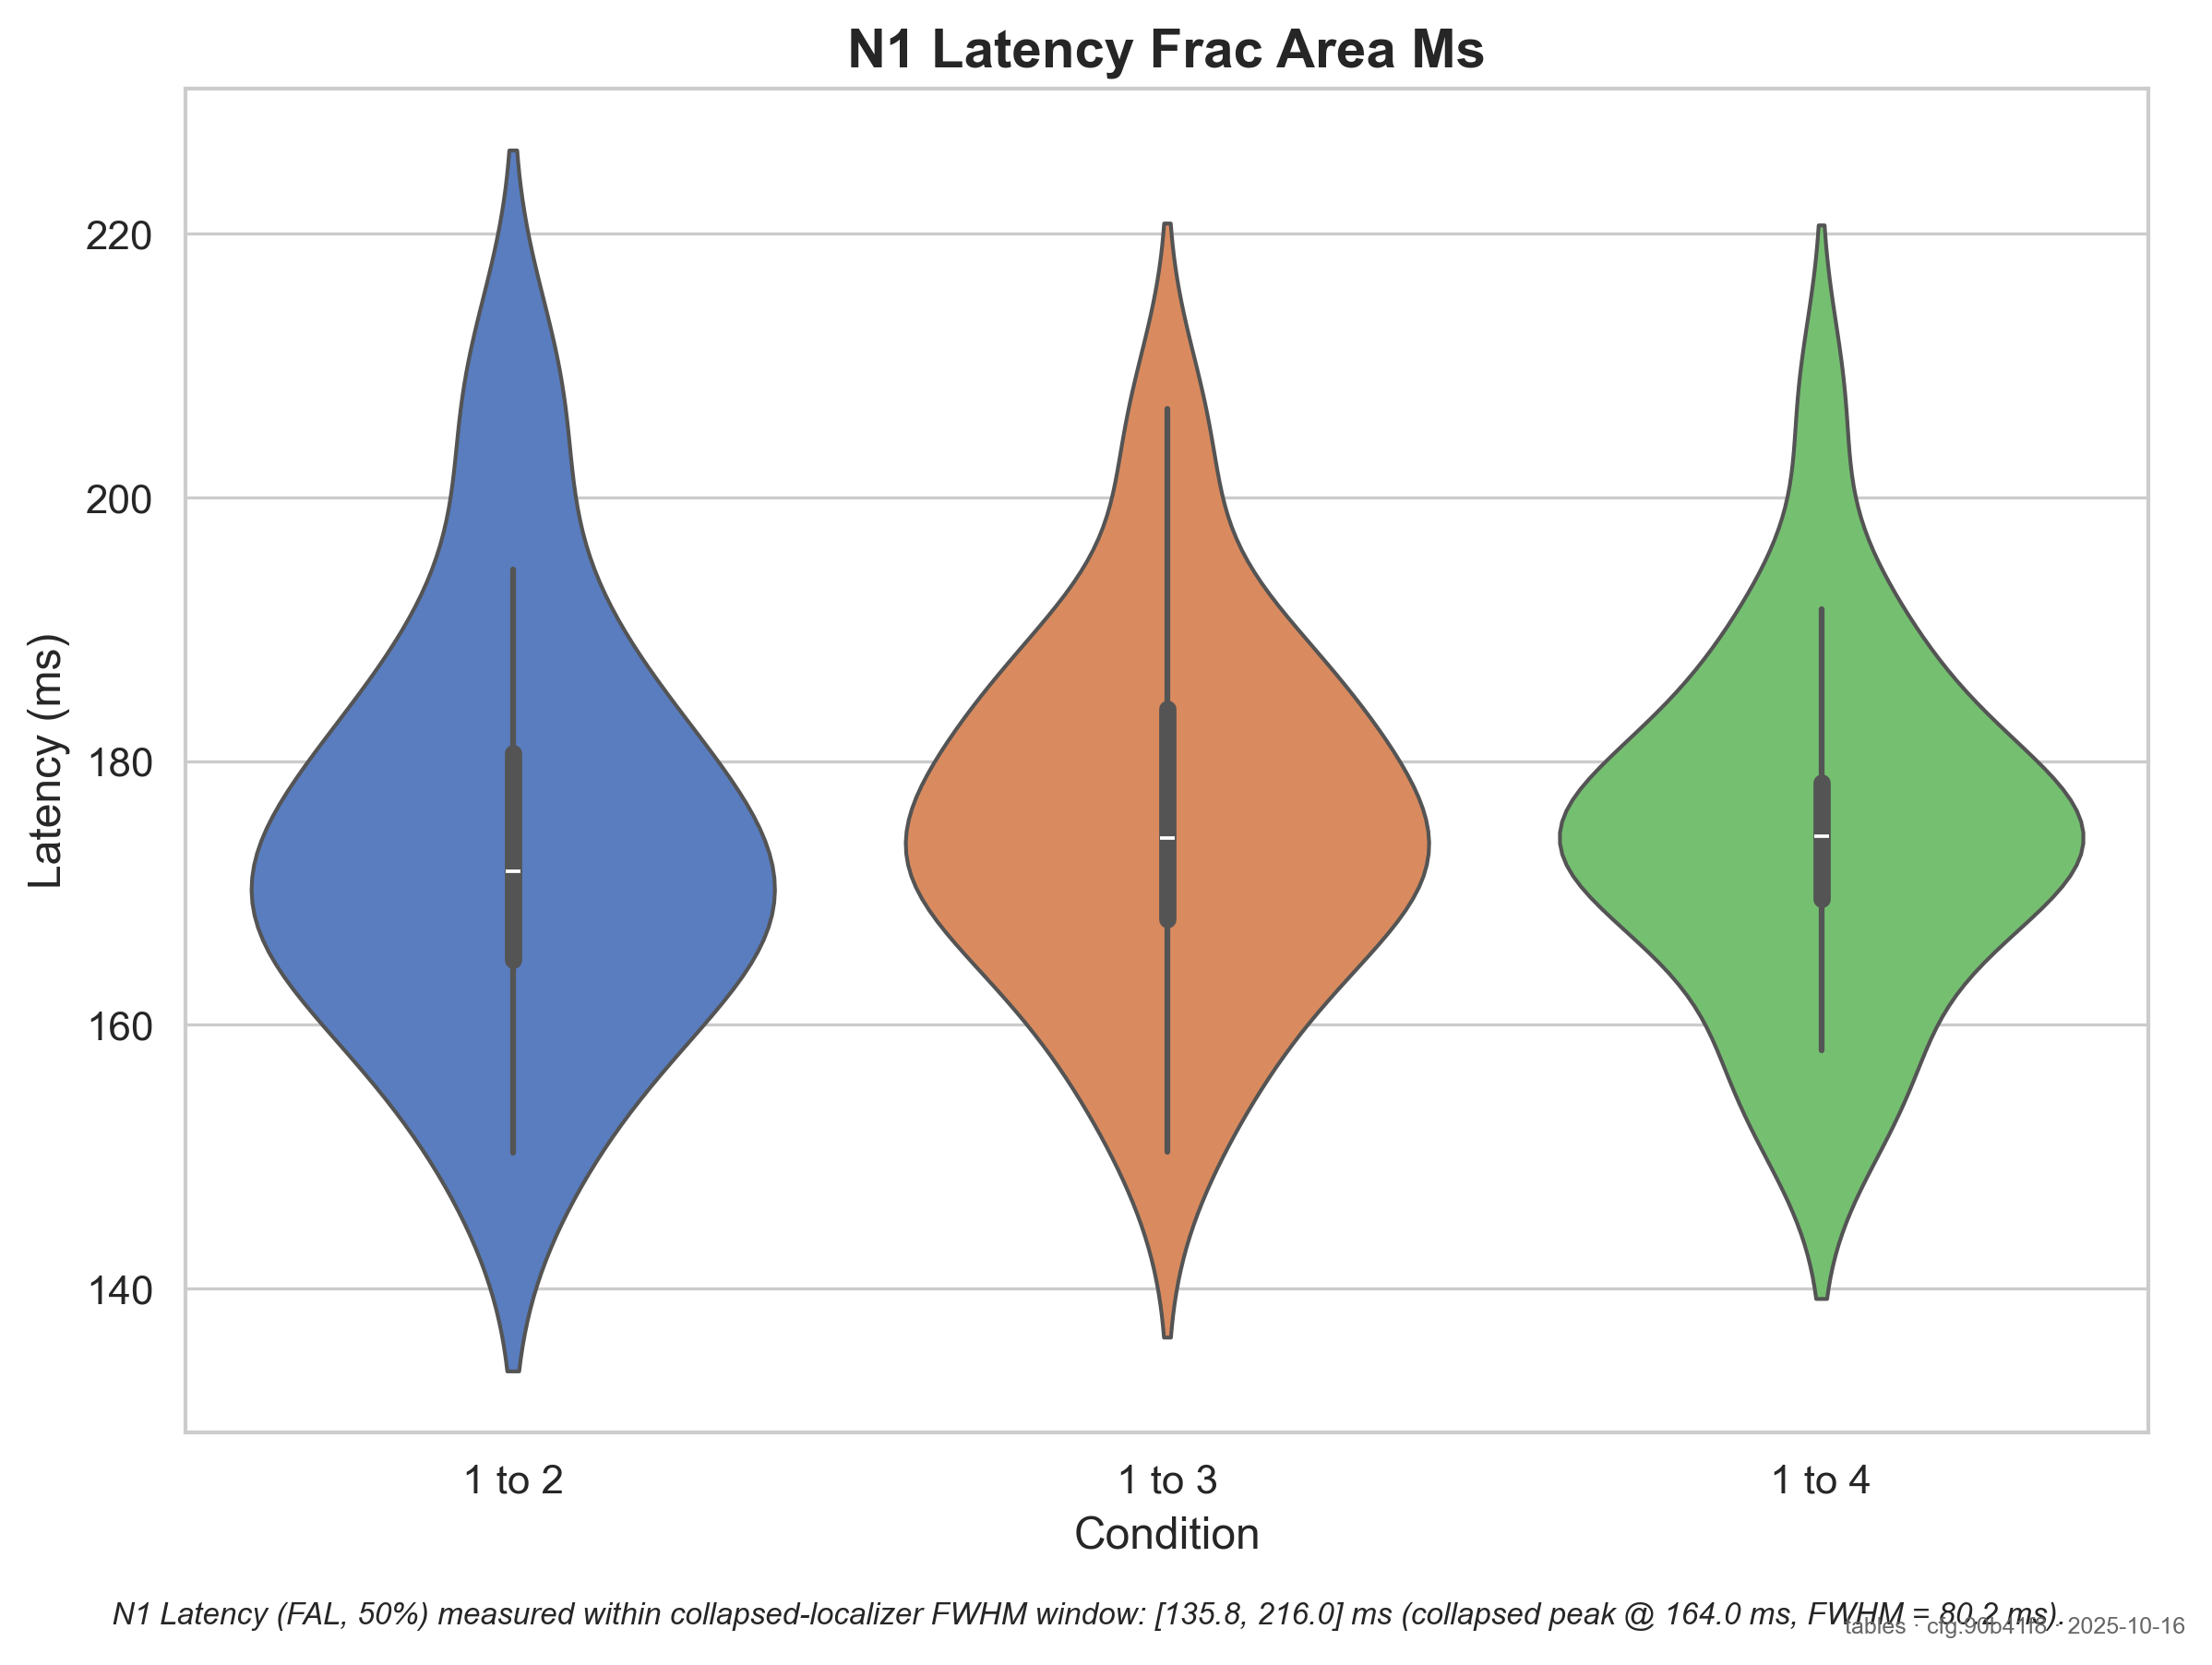 N1 Latency Frac Area Ms
Latency (ms)
220
200
180
160
140
1 to 2
1 to 3
1 to 4
Condition
N1 Latency (FAL, 50%) measured within collapsed-localizer FWHM window: [135.8, 216.0] ms (collapsed peak @ 164.0 ms, FWHM = 80.2 ms).
tables · cfg:90b41f8 · 2025-10-16